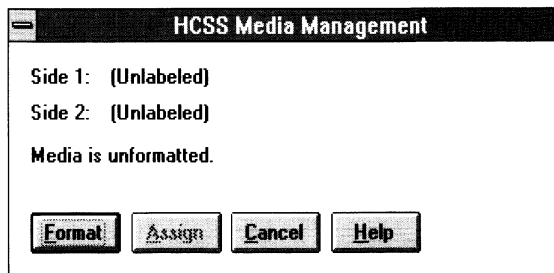 HCSS Media Management
Side 1: (Unlabeled)
Side 2: (Unlabeled)
Media is unformatted.
Format Assign Cancel Help